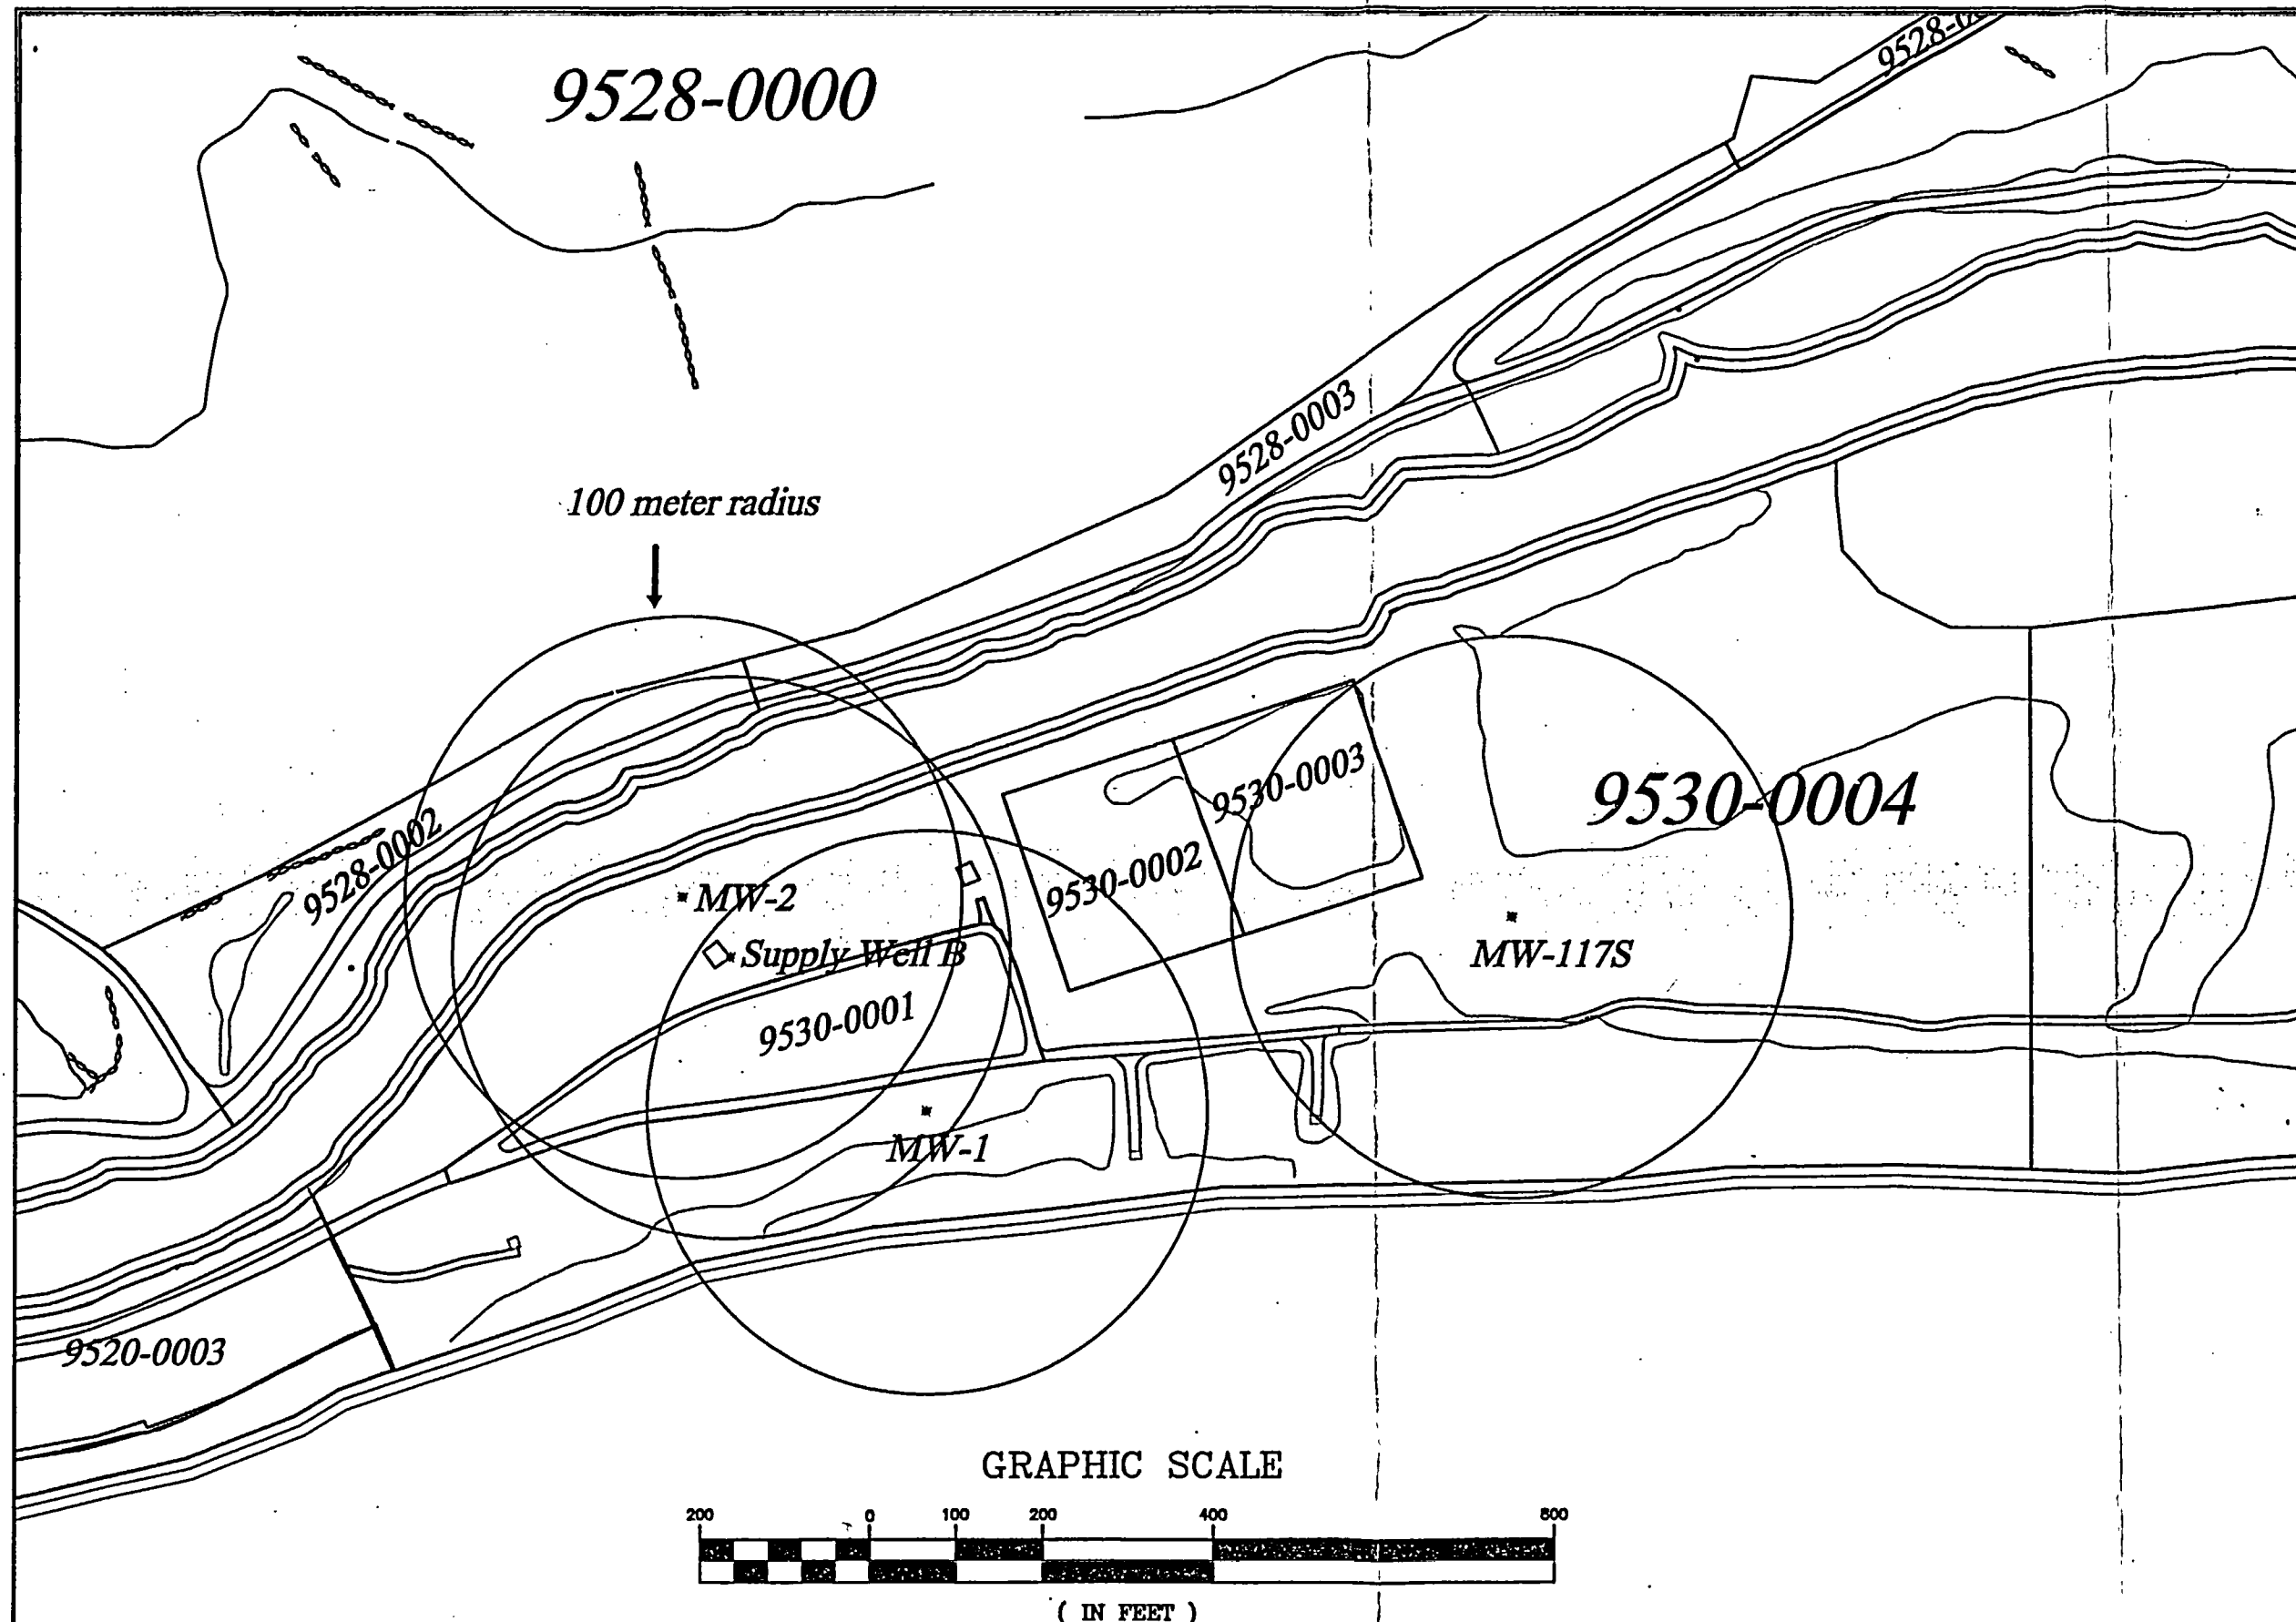 9528-0000
100 meter radius
9528-0003
9528-0002
9530-0003
9530-0002
9530-0004
MW-2
Supply Well B
MW-117S
9530-0001
MW-1
9520-0003
GRAPHIC SCALE
200 0 100 200 400 800
( IN FEET )